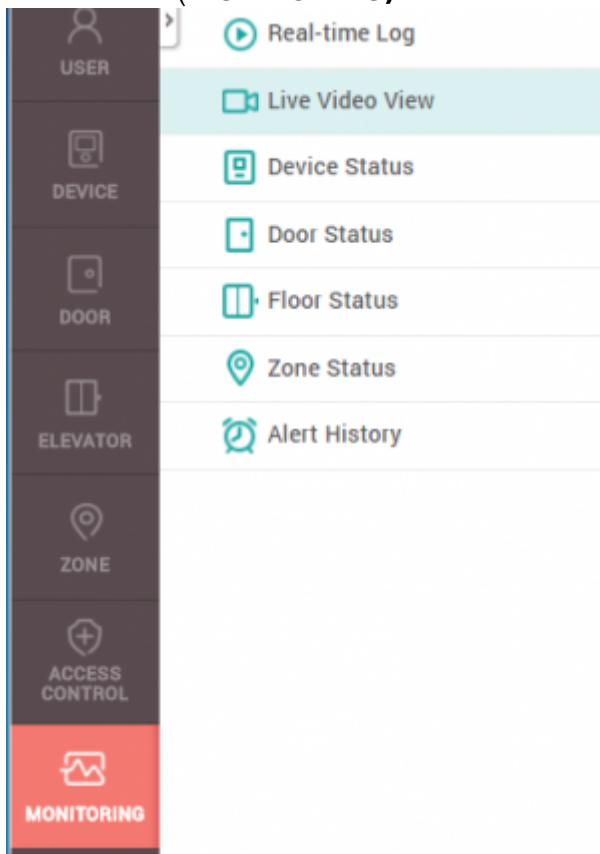 USER
DEVICE
DOOR
ELEVATOR
ZONE
ACCESS
CONTROL
MONITORING
Real-time Log
Live Video View
Device Status
Door Status
Floor Status
Zone Status
Alert History